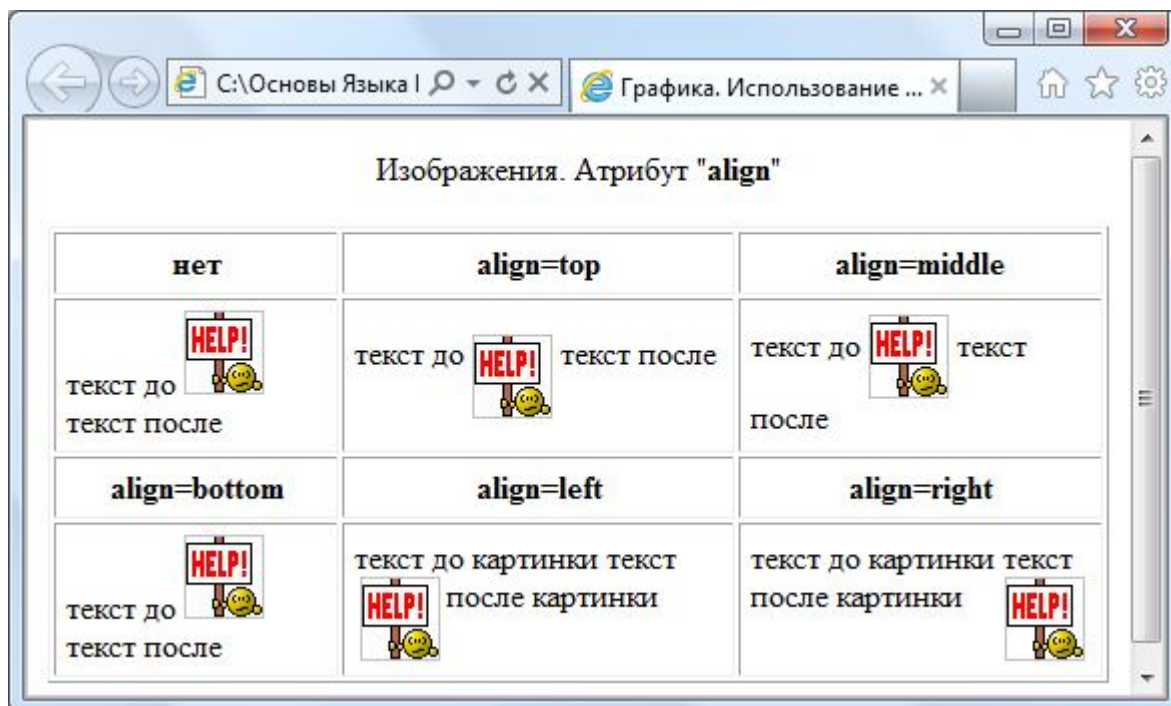 C:\Основы Языка
Графика. Использование ...
Изображения. Атрибут "align"
нет
align=top
align=middle
HELP!
текст до
текст после
текст до HELP! текст после
текст до HELP! текст
после
align=bottom
align=left
align=right
HELP!
текст до
текст после
текст до картинки текст
HELP! после картинки
текст до картинки текст
после картинки HELP!